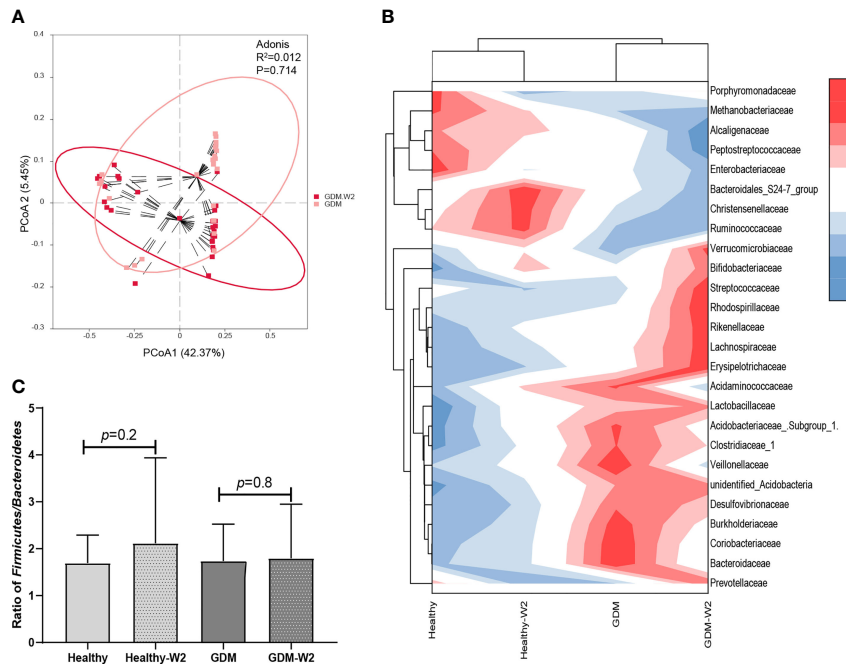 A
Adonis
R²=0.012
P=0.714
0.4
0.3
0.2
0.1
0
-0.1
-0.2
-0.3
PCoA 2 (5.45%)
-0.5
-0.25
0
0.25
0.5
PCoA1 (42.37%)
GDM.W2
GDM
B
Porphyromonadaceae
Methanobacteriaceae
Alcaligenaceae
Peptostreptococcaceae
Enterobacteriaceae
Bacteroidales_S24-7_group
Christensenellaceae
Ruminococcaceae
Verrucomicrobiaceae
Bifidobacteriaceae
Streptococcaceae
Rhodospirillaceae
Rikenellaceae
Lachnospiraceae
Erysipelotrichaceae
Acidaminococcaceae
Lactobacillaceae
Acidobacteriaceae_.Subgroup_1.
Clostridiaceae_1
Veillonellaceae
unidentified_Acidobacteria
Desulfovibrionaceae
Burkholderiaceae
Coriobacteriaceae
Bacteroidaceae
Prevotellaceae
Healthy
Healthy-W2
GDM
GDM-W2
C
Ratio of Firmicutes/Bacteroidetes
5
4
3
2
1
0
p=0.2
p=0.8
Healthy
Healthy-W2
GDM
GDM-W2